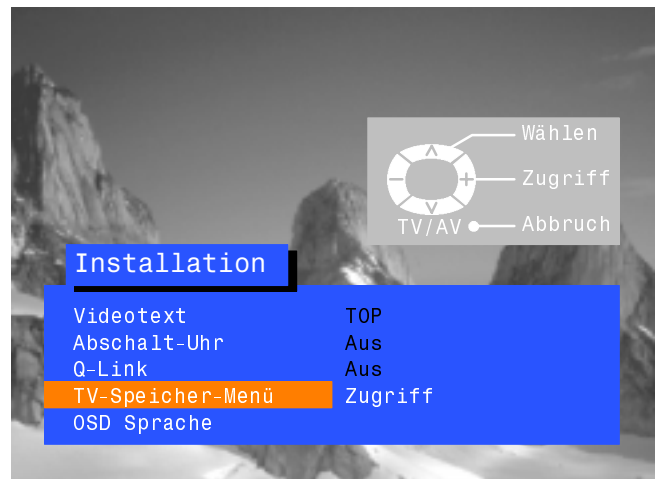 Wählen
Zugriff
TV/AV Abbruch
Installation
Videotext TOP
Abschalt-Uhr Aus
Q-Link Aus
TV-Speicher-Menü Zugriff
OSD Sprache